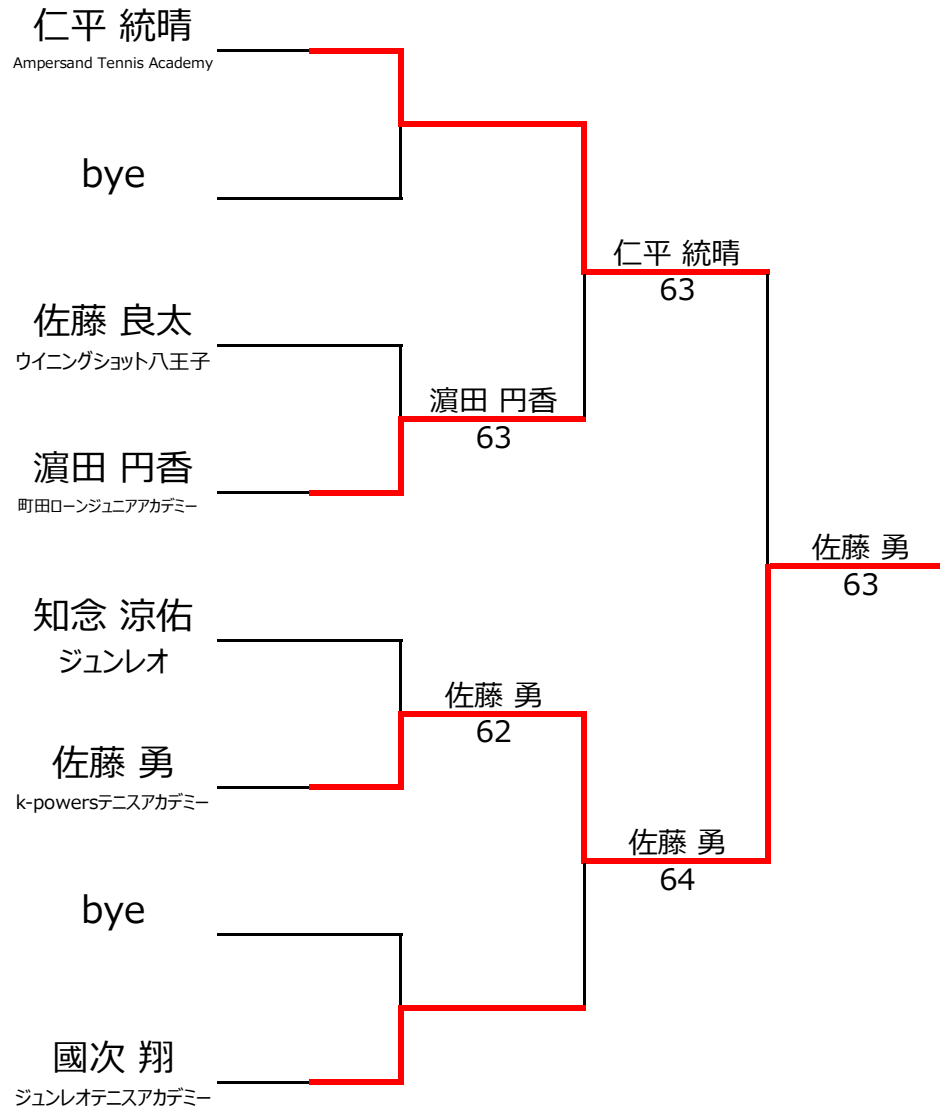 仁平 統晴
Ampersand Tennis Academy
bye
仁平 統晴
63
佐藤 良太
ウイニングショット八王子
濵田 円香
63
濵田 円香
町田ローンジュニアアカデミー
佐藤 勇
63
知念 涼佑
ジュンレオ
佐藤 勇
62
佐藤 勇
k-powersテニスアカデミー
佐藤 勇
64
bye
國次 翔
ジュンレオテニスアカデミー